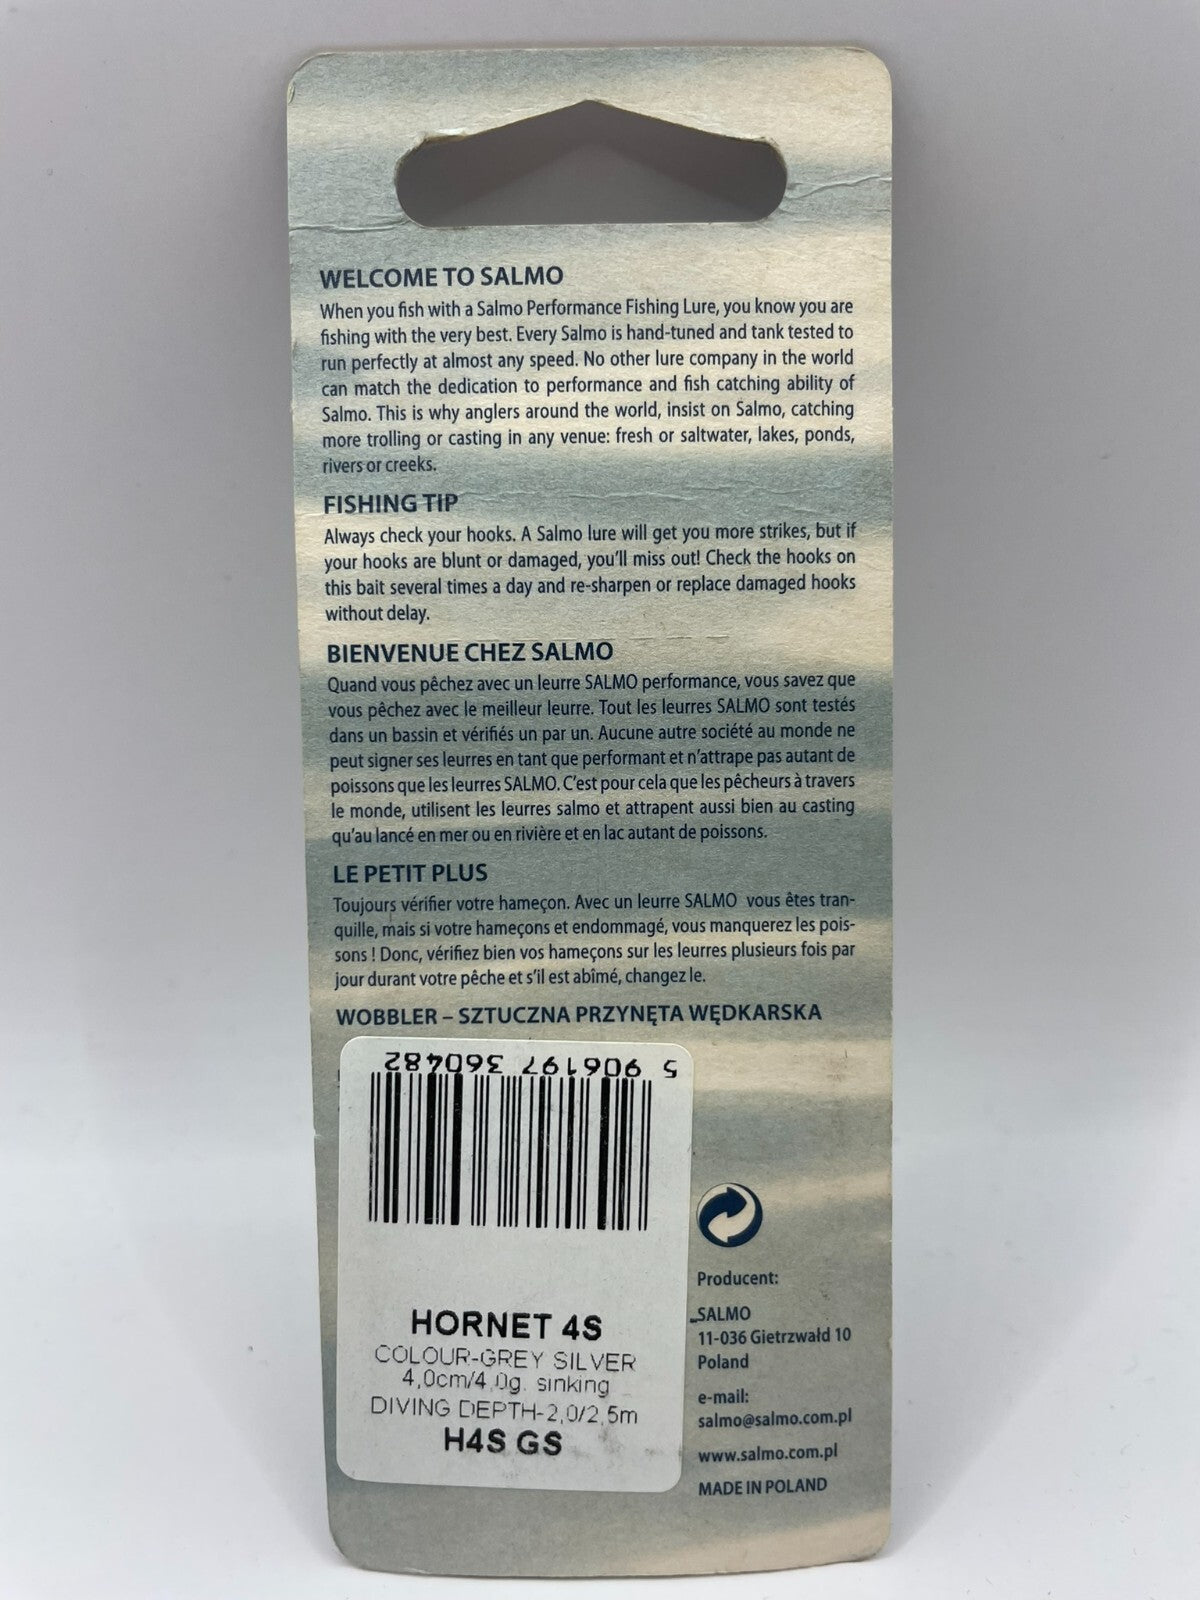 WELCOME TO SALMO
When you fish with a Salmo Performance Fishing Lure, you know you are
fishing with the very best. Every Salmo is hand-tuned and tank tested to
run perfectly at almost any speed. No other lure company in the world
can match the dedication to performance and fish catching ability of
Salmo. This is why anglers around the world, insist on Salmo, catching
more trolling or casting in any venue: fresh or saltwater, lakes, ponds,
rivers or creeks.
FISHING TIP
Always check your hooks. A Salmo lure will get you more strikes, but if
your hooks are blunt or damaged, you'll miss out! Check the hooks on
this bait several times a day and re-sharpen or replace damaged hooks
without delay.
BIENVENUE CHEZ SALMO
Quand vous pêchez avec un leurre SALMO performance, vous savez que
vous pêchez avec le meilleur leurre. Tout les leurres SALMO sont testés
dans un bassin et vérifiés un par un. Aucune autre société au monde ne
peut signer ses leurres en tant que performant et n'attrape pas autant de
poissons que les leurres SALMO. C'est pour cela que les pêcheurs à travers
le monde, utilisent les leurres salmo et attrapent aussi bien au casting
qu'au lancé en mer ou en rivière et en lac autant de poissons.
LE PETIT PLUS
Toujours vérifier votre hameçon. Avec un leurre SALMO vous êtes tran-
quille, mais si votre hameçons et endommagé, vous manquerez les pois-
sons ! Donc, vérifiez bien vos hameçons sur les leurres plusieurs fois par
jour durant votre pêche et s'il est abîmé, changez le.
WOBBLER – SZTUCZNA PRZYNĘTA WĘDKARSKA
5 906197 360482
HORNET 4S
COLOUR-GREY SILVER
4,0cm/4,0g. sinking
DIVING DEPTH-2,0/2,5m
H4S GS
Producent:
SALMO
11-036 Gietrzwałd 10
Poland
e-mail:
salmo@salmo.com.pl
www.salmo.com.pl
MADE IN POLAND